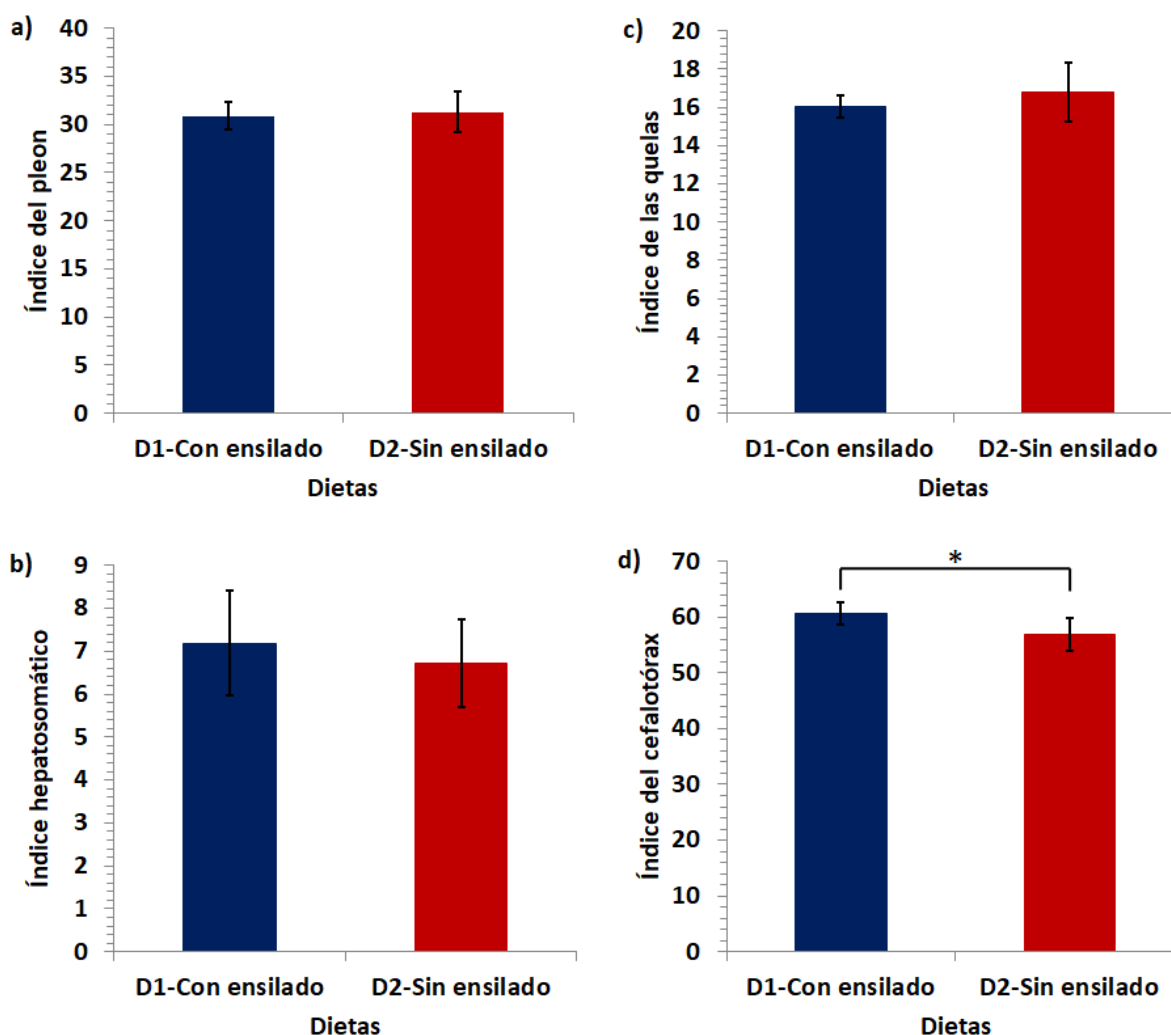 a)
Índice del pleon
40
35
30
25
20
15
10
5
0
D1-Con ensilado D2-Sin ensilado
Dietas
c)
Índice de las quelas
20
18
16
14
12
10
8
6
4
2
0
D1-Con ensilado D2-Sin ensilado
Dietas
b)
Índice hepatosomático
9
8
7
6
5
4
3
2
1
0
D1-Con ensilado D2-Sin ensilado
Dietas
d)
Índice del cefalotórax
70
60
50
40
30
20
10
0
*
D1-Con ensilado D2-Sin ensilado
Dietas